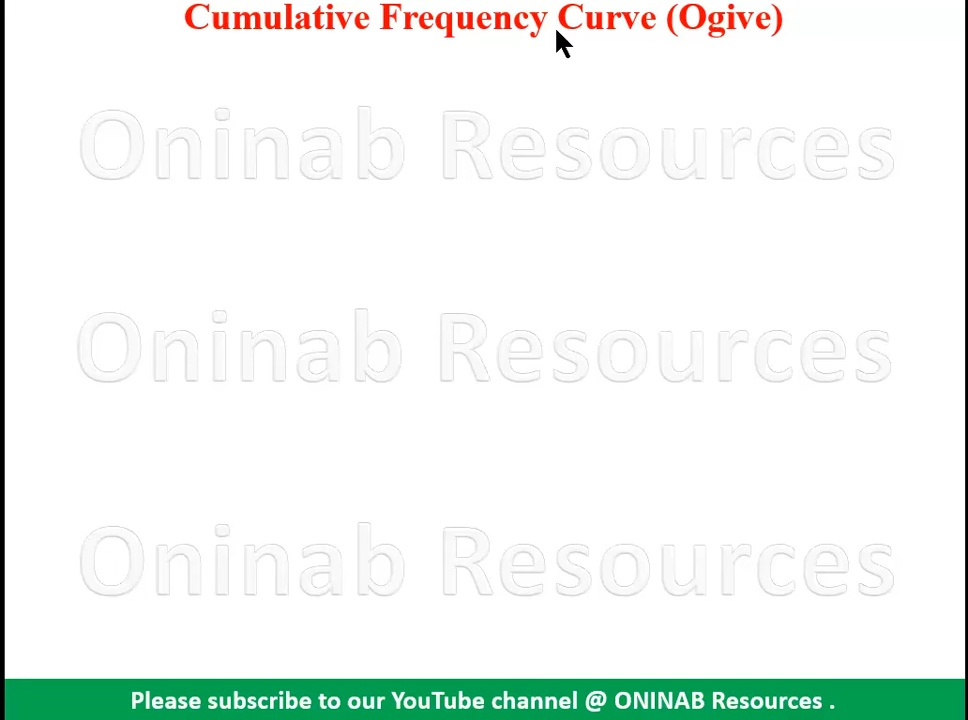 Cumulative Frequency Curve (Ogive)
Oninab Resources
Oninab Resources
Oninab Resources
Please subscribe to our YouTube channel @ ONINAB Resources .